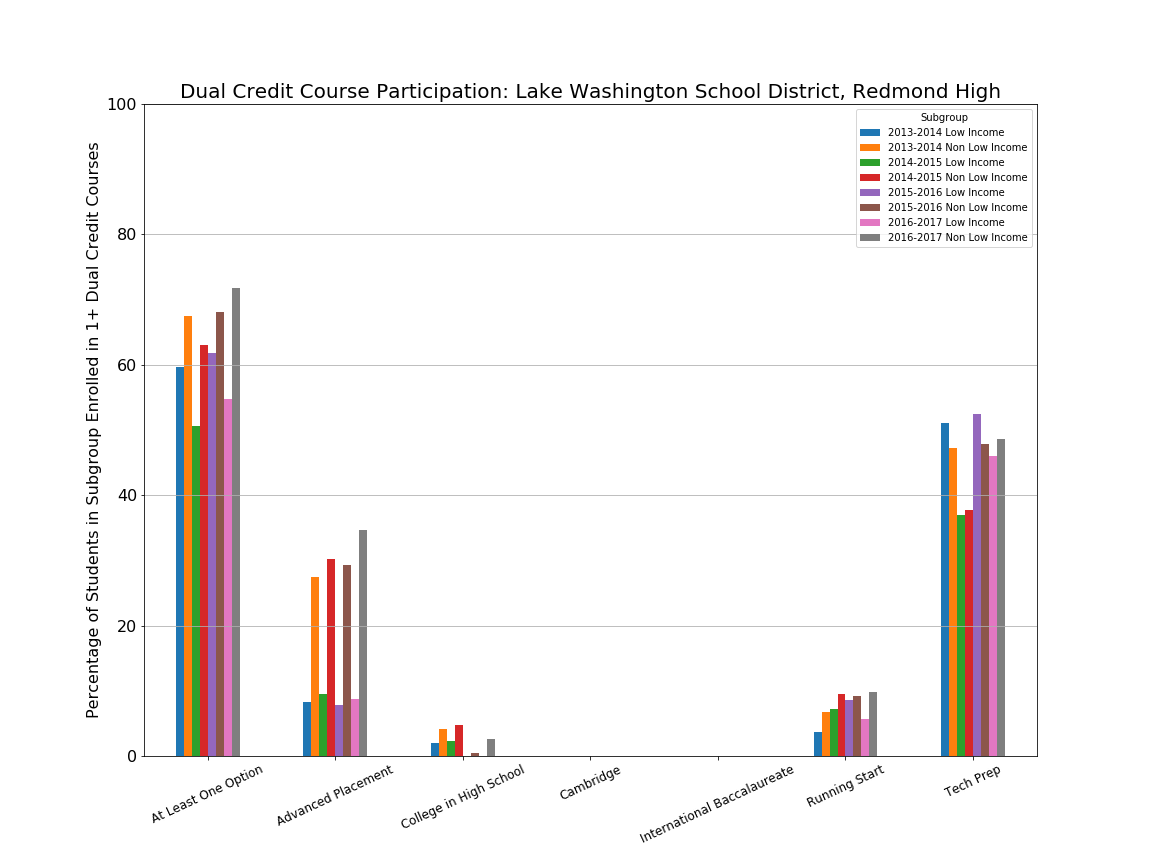 Dual Credit Course Participation: Lake Washington School District, Redmond High
Percentage of Students in Subgroup Enrolled in 1+ Dual Credit Courses
100
80
60
40
20
0
Subgroup
2013-2014 Low Income
2013-2014 Non Low Income
2014-2015 Low Income
2014-2015 Non Low Income
2015-2016 Low Income
2015-2016 Non Low Income
2016-2017 Low Income
2016-2017 Non Low Income
At Least One Option
Advanced Placement
College in High School
Cambridge
International Baccalaureate
Running Start
Tech Prep